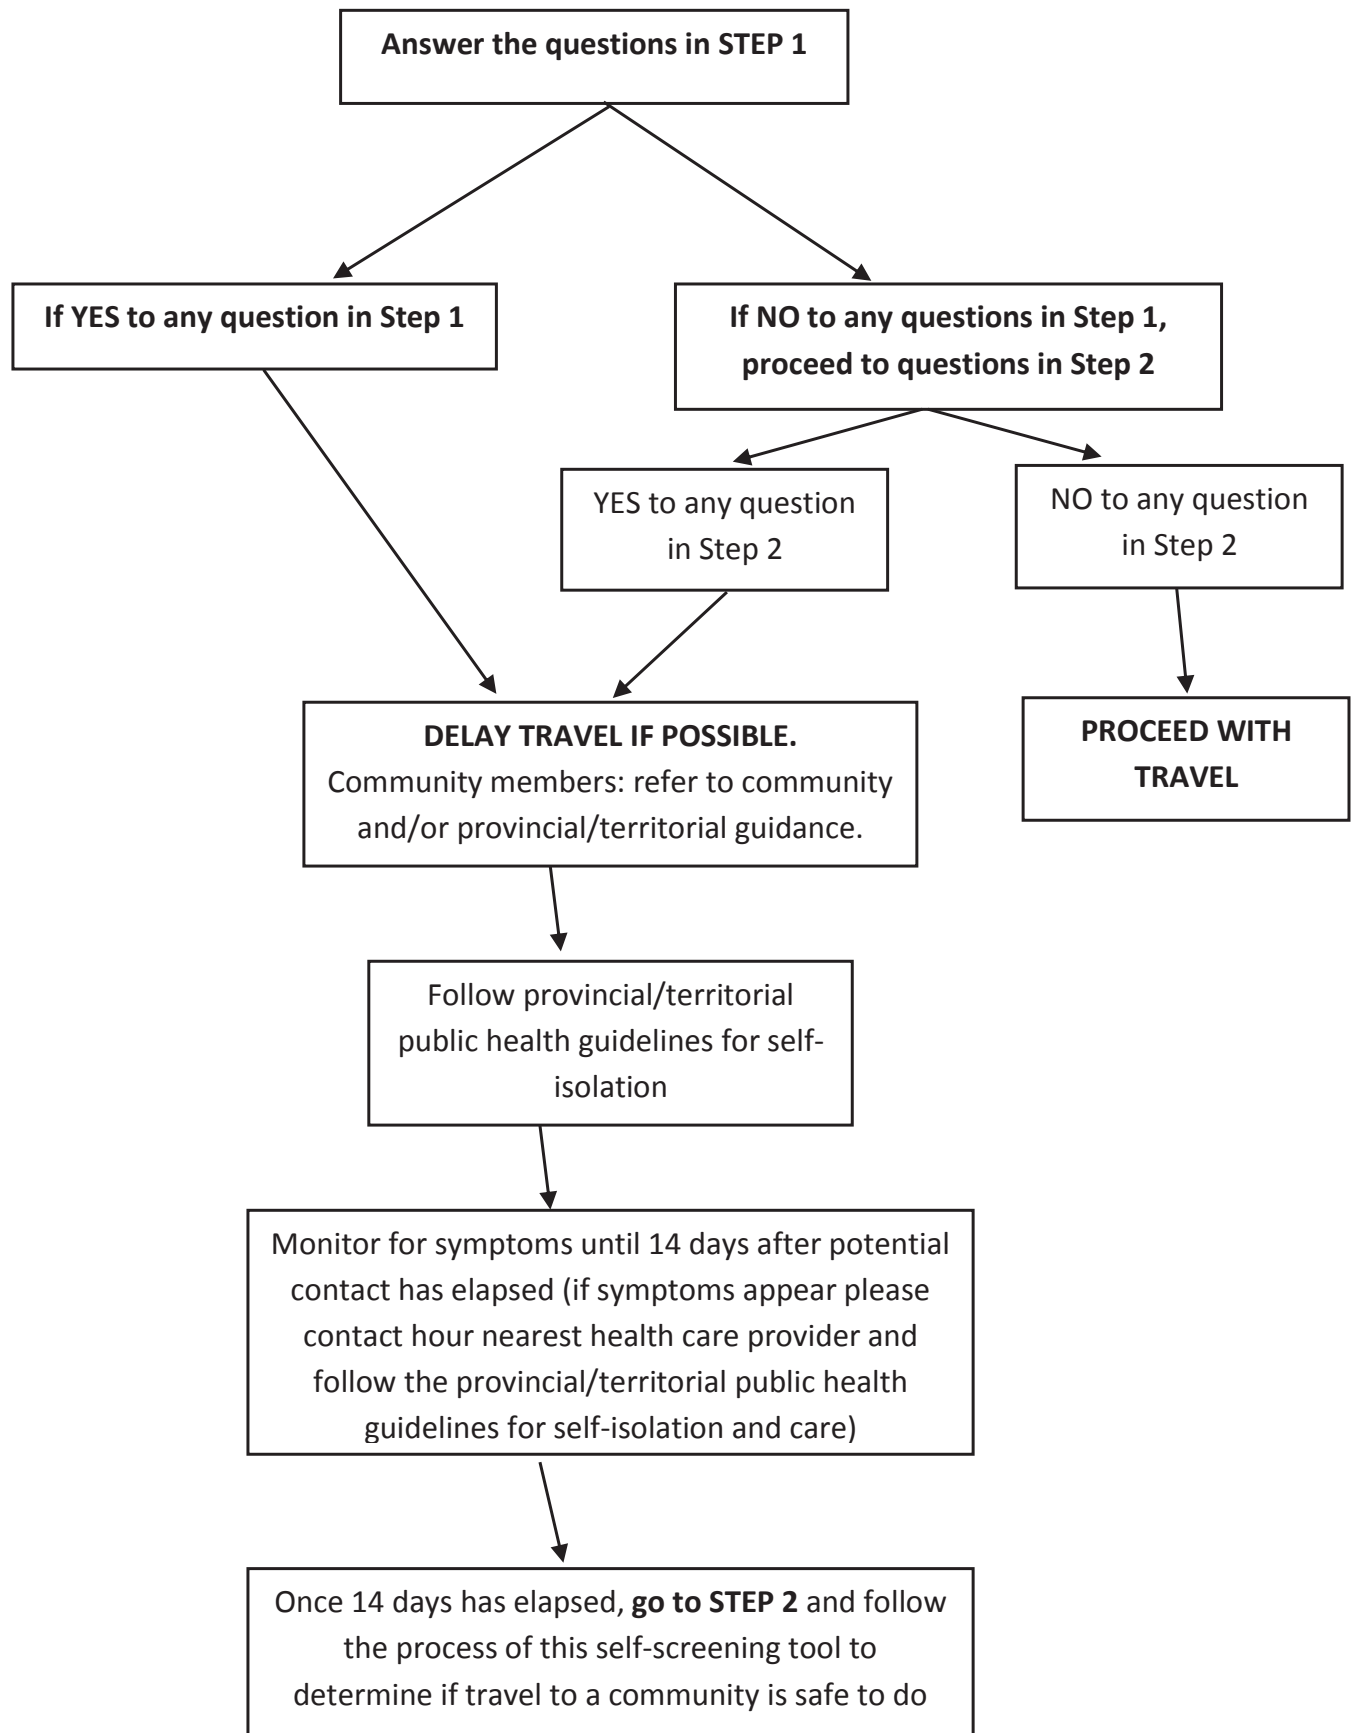 Answer the questions in STEP 1
If YES to any question in Step 1
If NO to any questions in Step 1,
proceed to questions in Step 2
YES to any question
in Step 2
NO to any question
in Step 2
DELAY TRAVEL IF POSSIBLE.
Community members: refer to community
and/or provincial/territorial guidance.
PROCEED WITH
TRAVEL
Follow provincial/territorial
public health guidelines for self-
isolation
Monitor for symptoms until 14 days after potential
contact has elapsed (if symptoms appear please
contact hour nearest health care provider and
follow the provincial/territorial public health
guidelines for self-isolation and care)
Once 14 days has elapsed, go to STEP 2 and follow
the process of this self-screening tool to
determine if travel to a community is safe to do